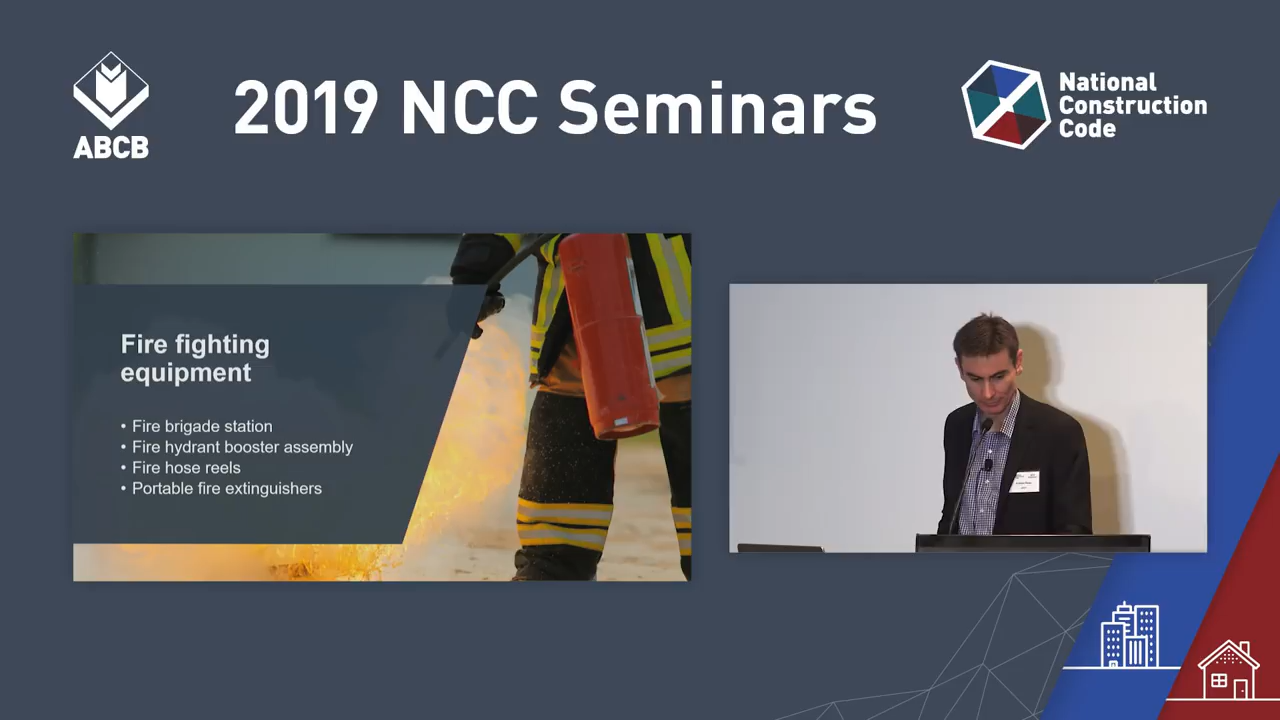 ABCB
2019 NCC Seminars
National
Construction
Code
Fire fighting
equipment
• Fire brigade station
• Fire hydrant booster assembly
• Fire hose reels
• Portable fire extinguishers